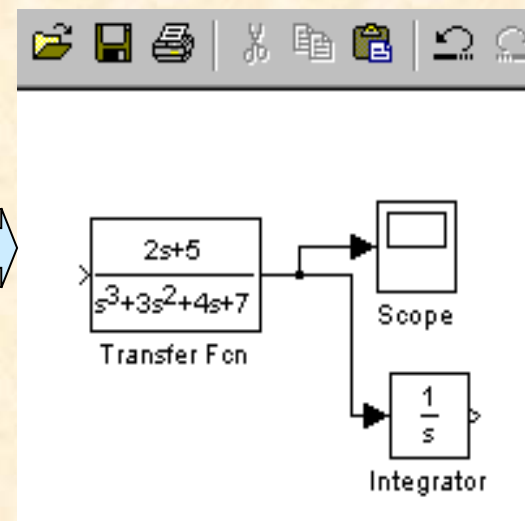 2s+5
s³+3s²+4s+7
Transfer Fcn
Scope
1
s
Integrator